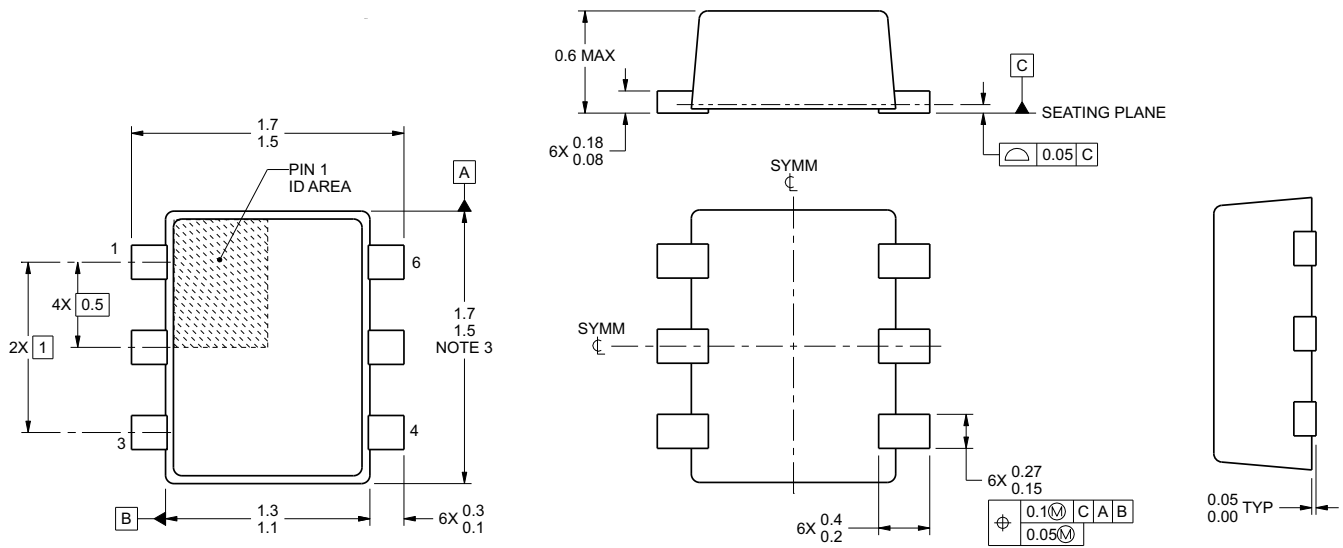 0.6 MAX
C
SEATING PLANE
6X 0.18
0.08
⌓ 0.05 C
1.7
1.5
PIN 1
ID AREA
A
SYMM
℄
1
6
4X 0.5
2X 1
1.7
1.5
NOTE 3
SYMM
℄
3
4
B
1.3
1.1
6X 0.3
0.1
6X 0.4
0.2
6X 0.27
0.15
⌖ 0.1Ⓜ C A B
0.05Ⓜ
0.05
0.00 TYP